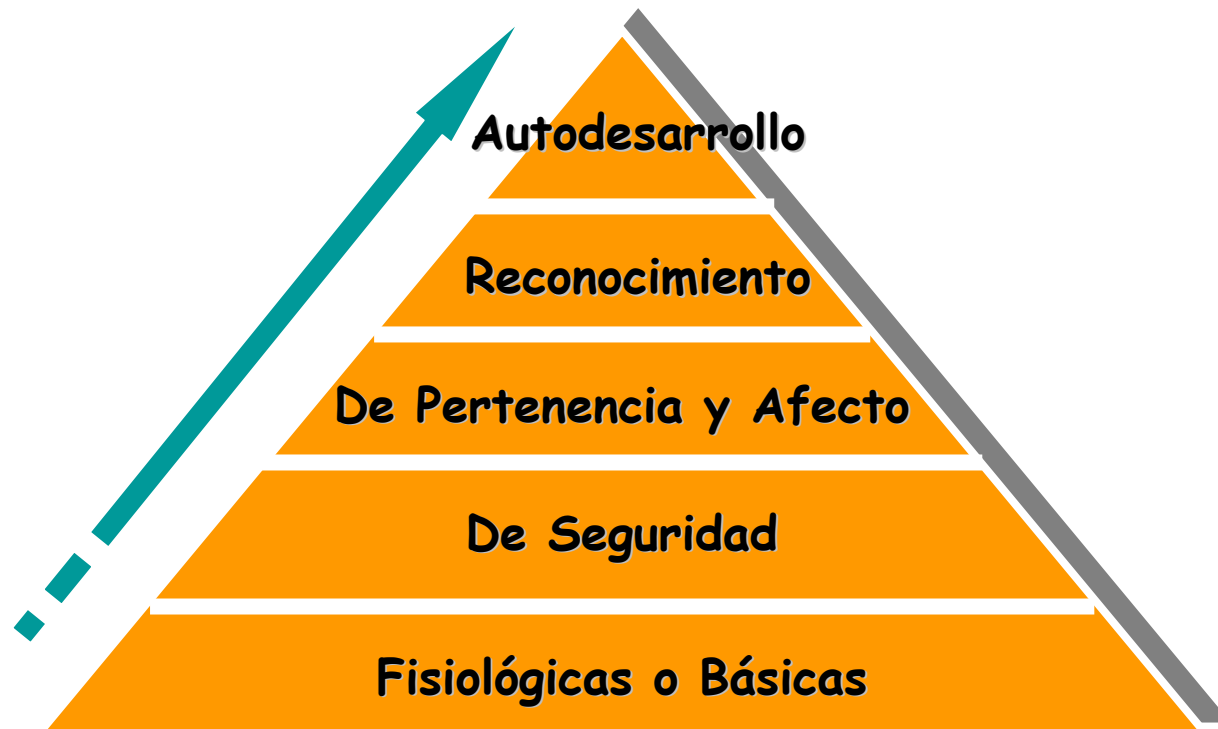 Autodesarrollo
Reconocimiento
De Pertenencia y Afecto
De Seguridad
Fisiológicas o Básicas